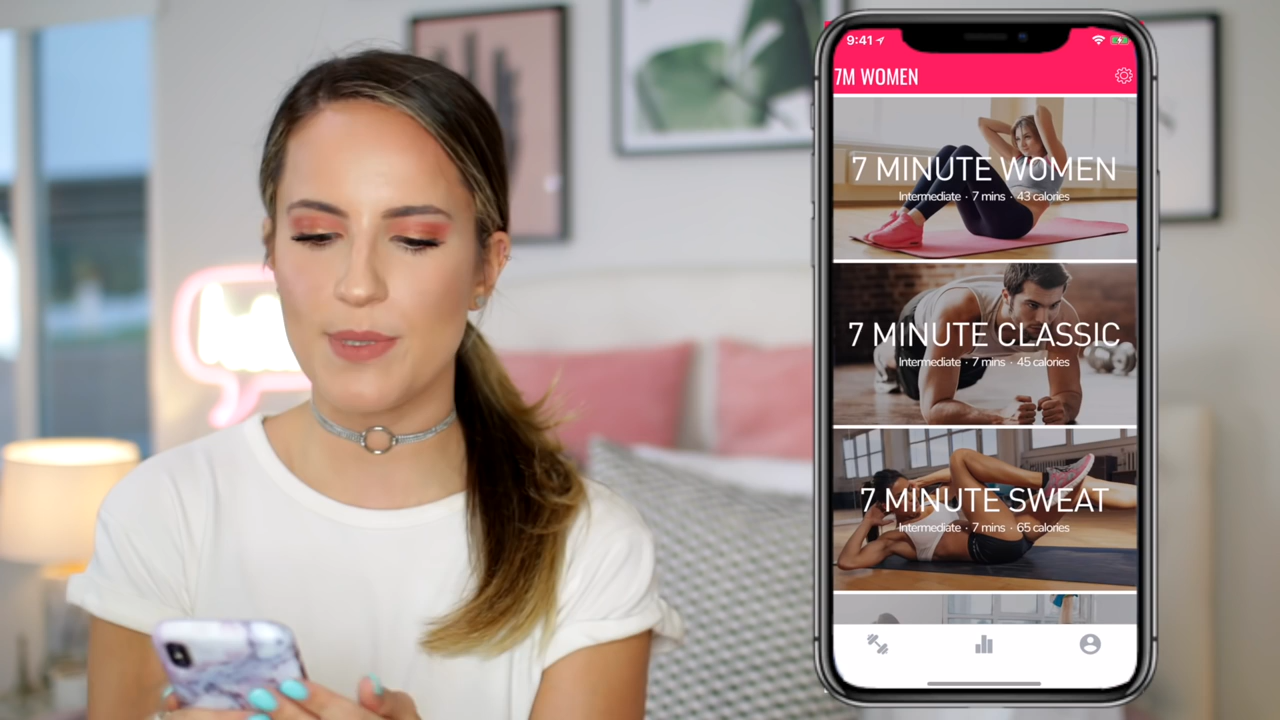 9:41
7M WOMEN
7 MINUTE WOMEN
Intermediate · 7 mins · 43 calories
7 MINUTE CLASSIC
Intermediate · 7 mins · 45 calories
7 MINUTE SWEAT
Intermediate · 7 mins · 65 calories